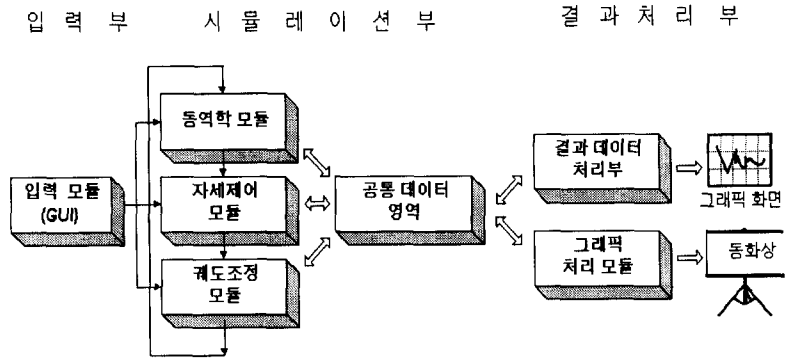 입 력 부
시 뮬 레 이 션 부
결 과 처 리 부
동역학 모듈
입력 모듈
(GUI)
자세제어
모듈
궤도조정
모듈
공통 데이터
영역
결과 데이터
처리부
그래픽 화면
그래픽
처리 모듈
동화상